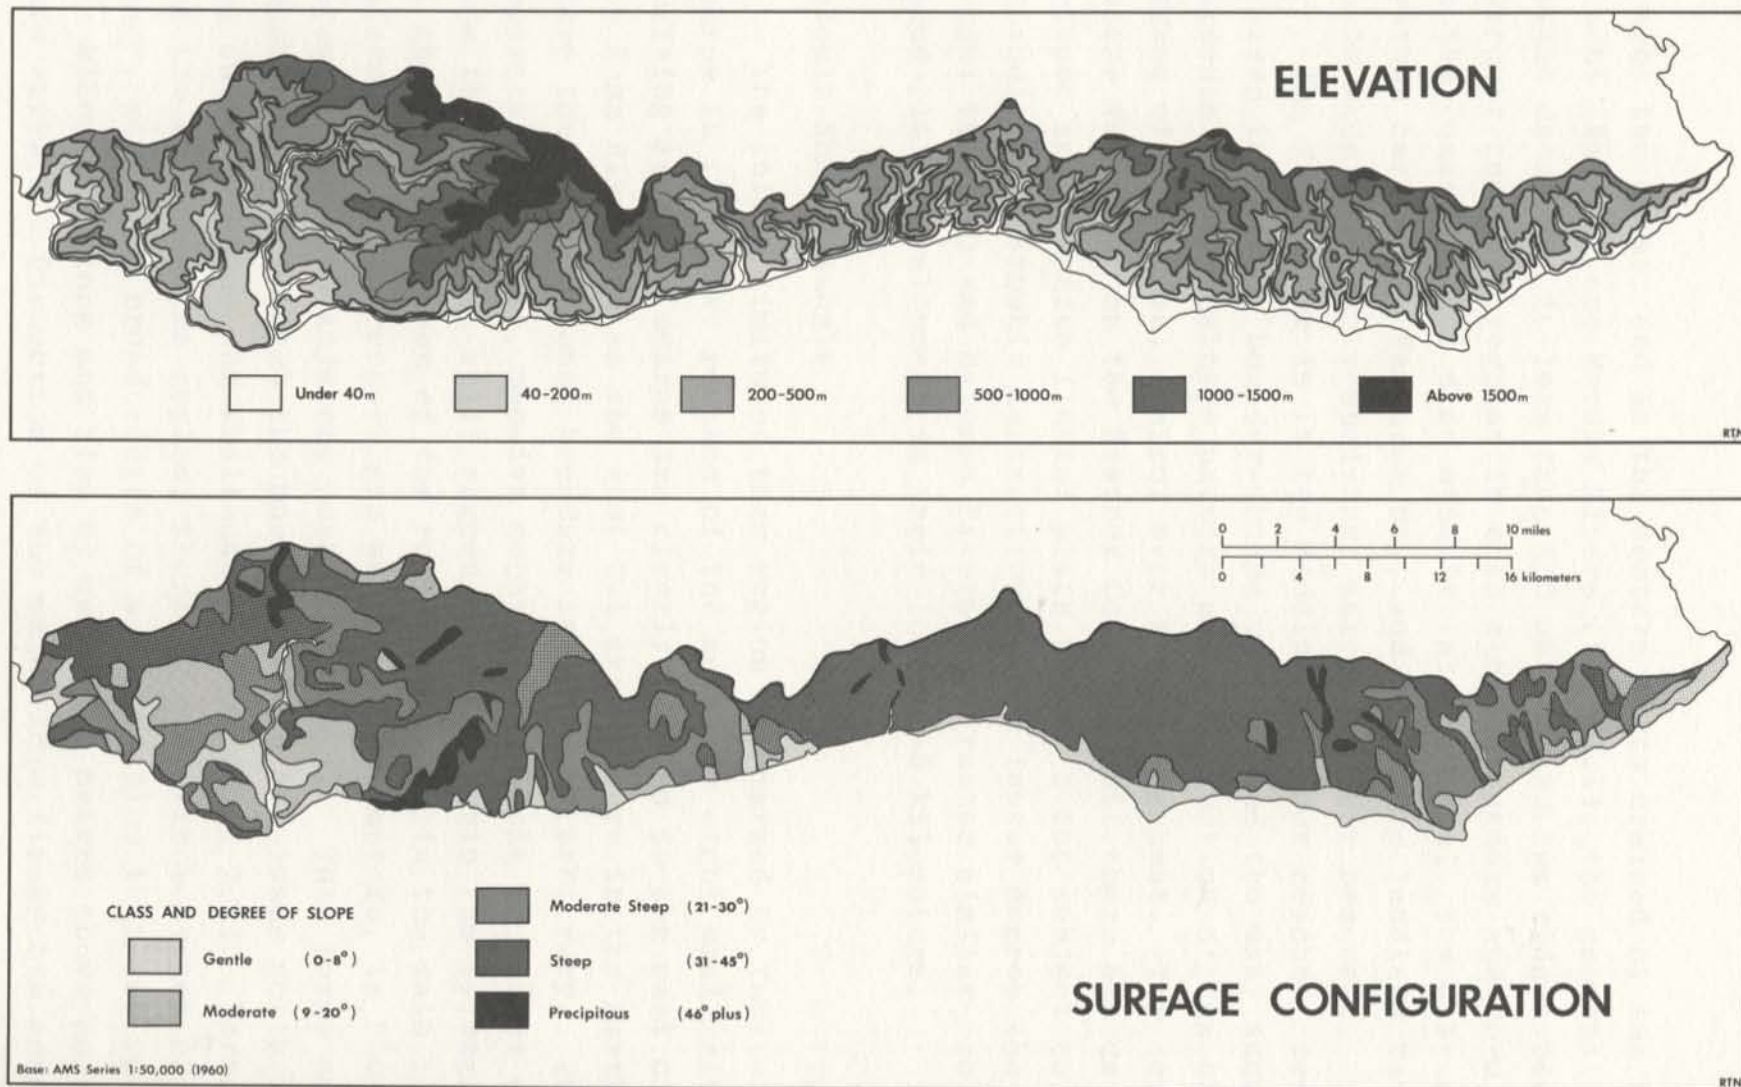 ELEVATION
Under 40m
40-200m
200-500m
500-1000m
1000-1500m
Above 1500m
RTN
0 2 4 6 8 10 miles
0 4 8 12 16 kilometers
CLASS AND DEGREE OF SLOPE
Gentle (0-8°)
Moderate (9-20°)
Moderate Steep (21-30°)
Steep (31-45°)
Precipitous (46° plus)
SURFACE CONFIGURATION
Base: AMS Series 1:50,000 (1960)
RTN